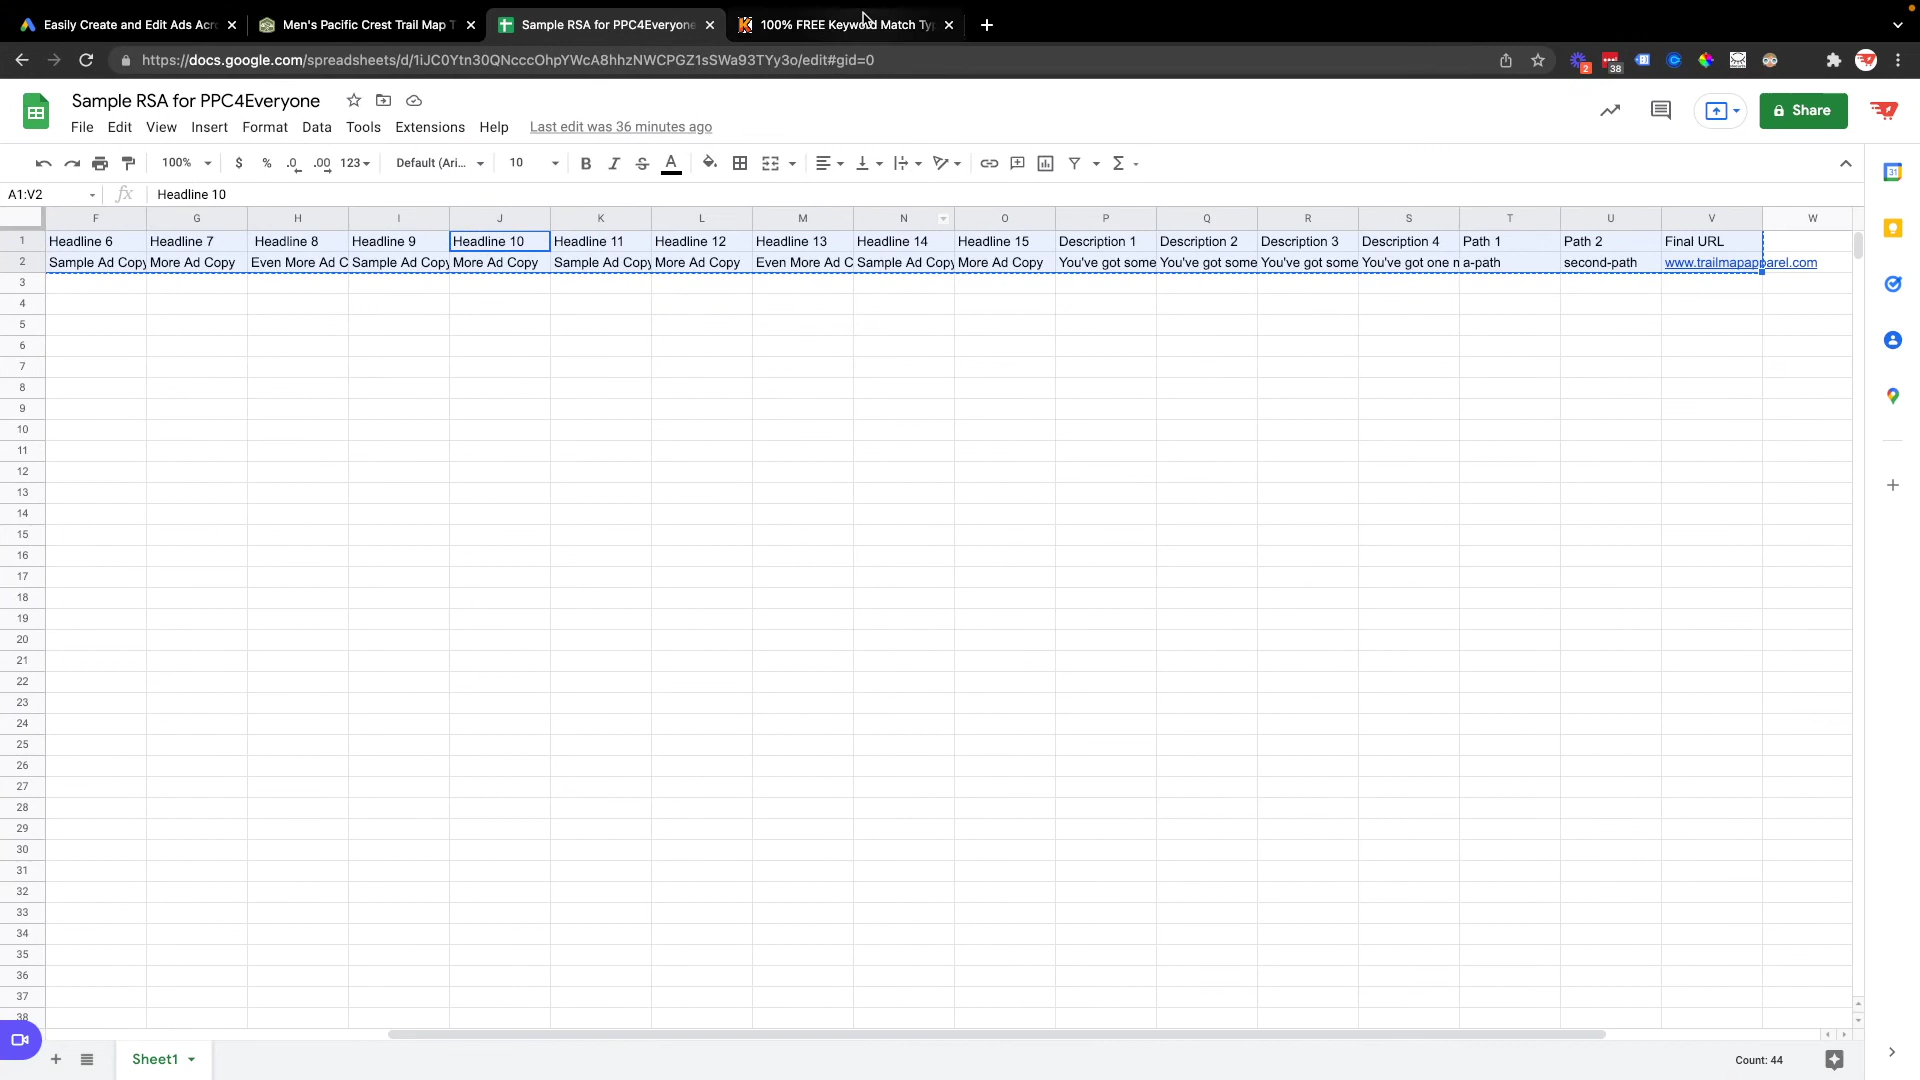 Easily Create and Edit Ads Acro
Men's Pacific Crest Trail Map T
Sample RSA for PPC4Everyone
100% FREE Keyword Match Ty
https://docs.google.com/spreadsheets/d/1iJC0Ytn30QNcccOhpYWcA8hhzNWCPGZ1sSWa93TYy3o/edit#gid=0
2
38
Sample RSA for PPC4Everyone
File Edit View Insert Format Data Tools Extensions Help Last edit was 36 minutes ago
Share
100% $ % .0 .00 123 Default (Ari... 10 B I S A Σ
31
A1:V2 fx Headline 10
F G H I J K L M N O P Q R S T U V W
1 Headline 6 Headline 7 Headline 8 Headline 9 Headline 10 Headline 11 Headline 12 Headline 13 Headline 14 Headline 15 Description 1 Description 2 Description 3 Description 4 Path 1 Path 2 Final URL
2 Sample Ad Copy More Ad Copy Even More Ad C Sample Ad Copy More Ad Copy Sample Ad Copy More Ad Copy Even More Ad C Sample Ad Copy More Ad Copy You've got some You've got some You've got some You've got one m a-path second-path www.trailmapapparel.com
3
4
5
6
7
8
9
10
11
12
13
14
15
16
17
18
19
20
21
22
23
24
25
26
27
28
29
30
31
32
33
34
35
36
37
38
Sheet1
Count: 44